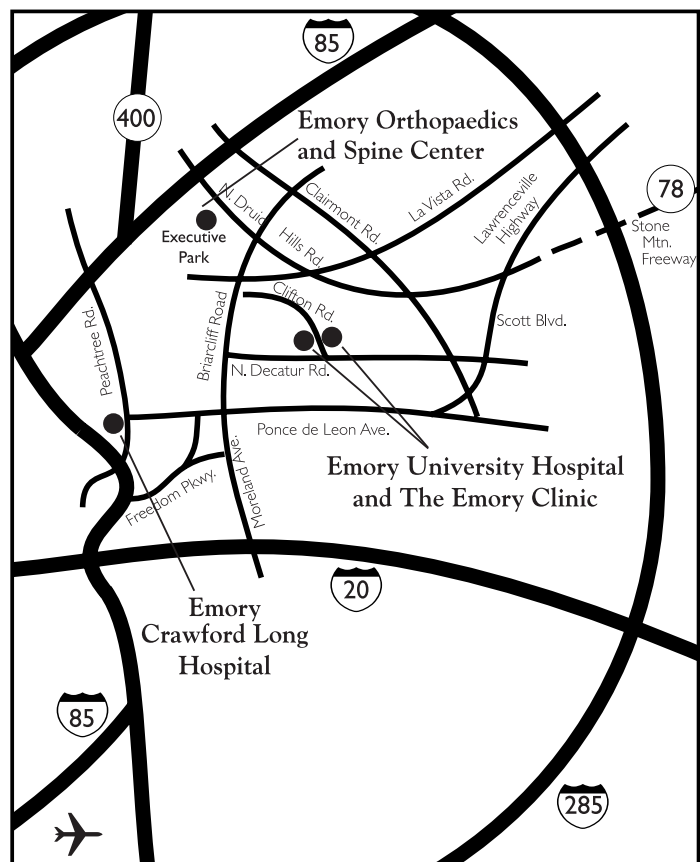 85
400
Emory Orthopaedics
and Spine Center
78
N. Druid
Hills Rd.
Clairmont Rd.
La Vista Rd.
Lawrenceville
Highway
Stone
Mtn.
Freeway
Executive
Park
Clifton Rd.
Peachtree Rd.
Briarcliff Road
Scott Blvd.
N. Decatur Rd.
Ponce de Leon Ave.
Emory University Hospital
and The Emory Clinic
Freedom Pkwy.
Moreland Ave.
20
Emory
Crawford Long
Hospital
85
285